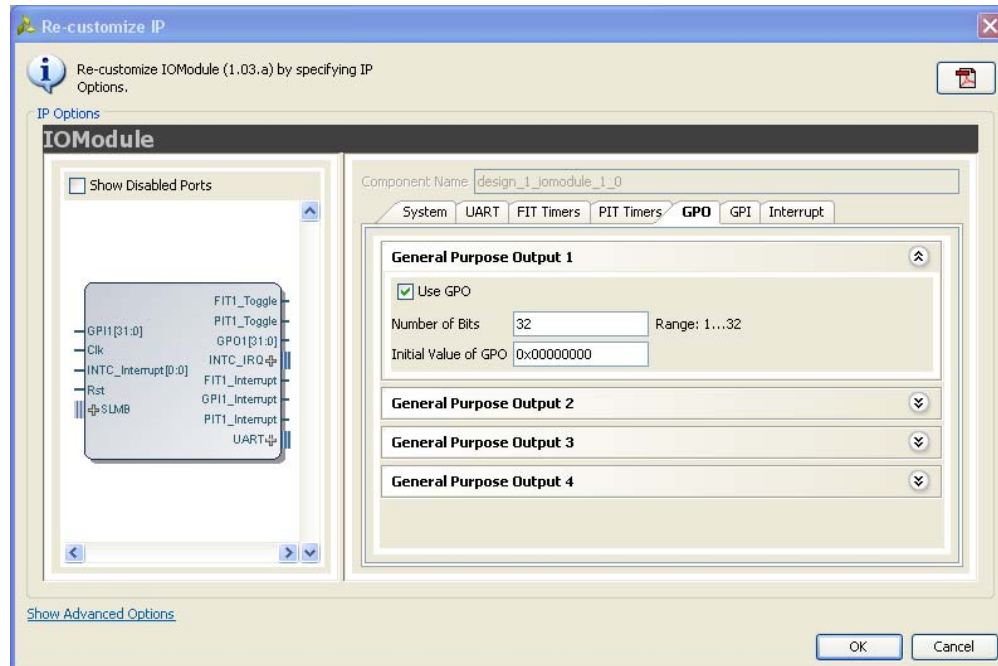 Re-customize IP
Re-customize IOModule (1.03.a) by specifying IP
Options.
IP Options
IOModule
Show Disabled Ports
GPI1[31:0]
Clk
INTC_Interrupt[0:0]
Rst
SLMB
FIT1_Toggle
PIT1_Toggle
GPO1[31:0]
INTC_IRQ
FIT1_Interrupt
GPI1_Interrupt
PIT1_Interrupt
UART
Component Name design_1_iomodule_1_0
System UART FIT Timers PIT Timers GPO GPI Interrupt
General Purpose Output 1
Use GPO
Number of Bits 32 Range: 1...32
Initial Value of GPO 0x00000000
General Purpose Output 2
General Purpose Output 3
General Purpose Output 4
Show Advanced Options
OK Cancel